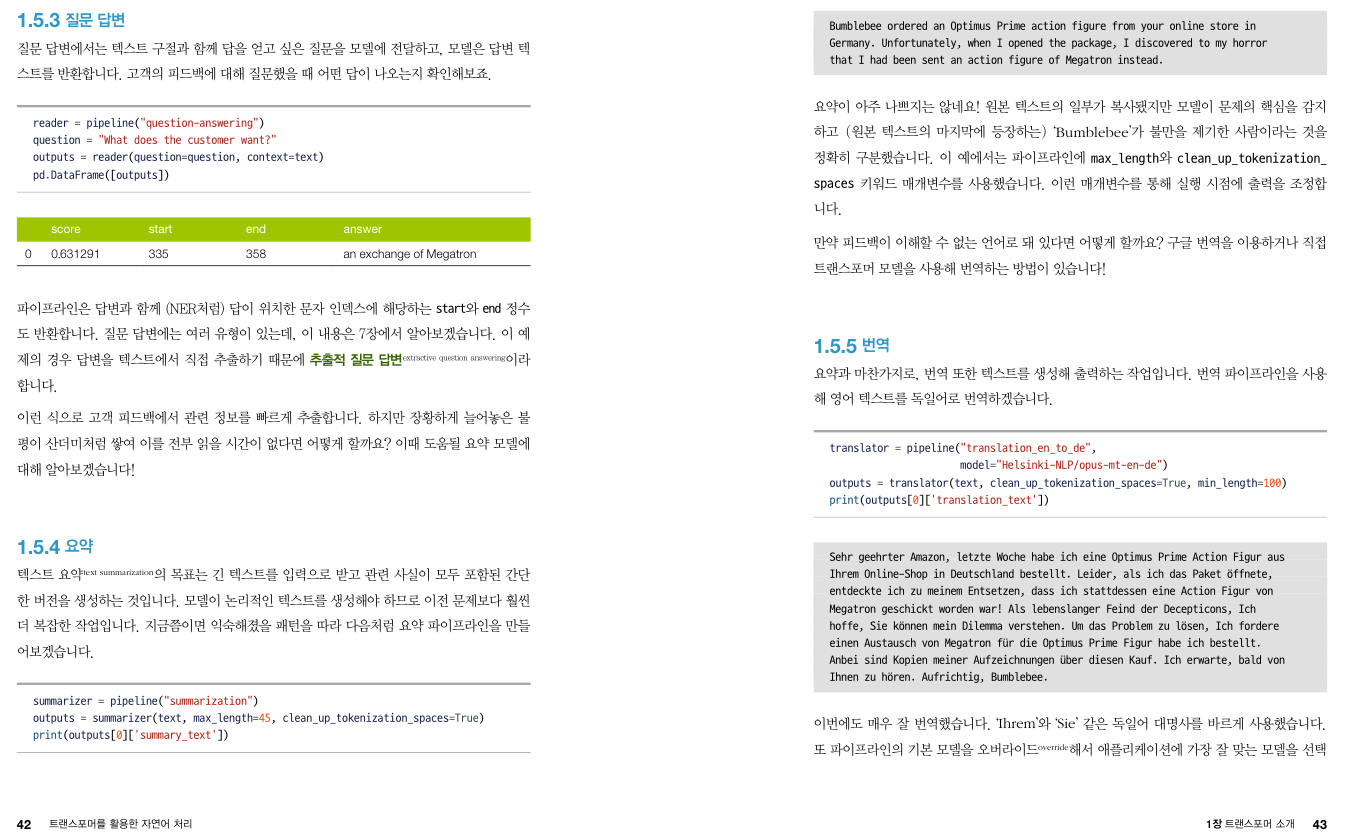 1.5.3 질문 답변
질문 답변에서는 텍스트 구절과 함께 답을 얻고 싶은 질문을 모델에 전달하고, 모델은 답변 텍
스트를 반환합니다. 고객의 피드백에 대해 질문했을 때 어떤 답이 나오는지 확인해보죠.
reader = pipeline("question-answering")
question = "What does the customer want?"
outputs = reader(question=question, context=text)
pd.DataFrame([outputs])
score start end answer
0 0.631291 335 358 an exchange of Megatron
파이프라인은 답변과 함께 (NER처럼) 답이 위치한 문자 인덱스에 해당하는 start와 end 정수
도 반환합니다. 질문 답변에는 여러 유형이 있는데, 이 내용은 7장에서 알아보겠습니다. 이 예
제의 경우 답변을 텍스트에서 직접 추출하기 때문에 추출적 질문 답변extractive question answering이라
합니다.
이런 식으로 고객 피드백에서 관련 정보를 빠르게 추출합니다. 하지만 장황하게 늘어놓은 불
평이 산더미처럼 쌓여 이를 전부 읽을 시간이 없다면 어떻게 할까요? 이때 도움될 요약 모델에
대해 알아보겠습니다!
1.5.4 요약
텍스트 요약text summarization의 목표는 긴 텍스트를 입력으로 받고 관련 사실이 모두 포함된 간단
한 버전을 생성하는 것입니다. 모델이 논리적인 텍스트를 생성해야 하므로 이전 문제보다 훨씬
더 복잡한 작업입니다. 지금쯤이면 익숙해졌을 패턴을 따라 다음처럼 요약 파이프라인을 만들
어보겠습니다.
summarizer = pipeline("summarization")
outputs = summarizer(text, max_length=45, clean_up_tokenization_spaces=True)
print(outputs[0]['summary_text'])
42 트랜스포머를 활용한 자연어 처리
Bumblebee ordered an Optimus Prime action figure from your online store in
Germany. Unfortunately, when I opened the package, I discovered to my horror
that I had been sent an action figure of Megatron instead.
요약이 아주 나쁘지는 않네요! 원본 텍스트의 일부가 복사됐지만 모델이 문제의 핵심을 감지
하고 (원본 텍스트의 마지막에 등장하는) 'Bumblebee'가 불만을 제기한 사람이라는 것을
정확히 구분했습니다. 이 예에서는 파이프라인에 max_length와 clean_up_tokenization_
spaces 키워드 매개변수를 사용했습니다. 이런 매개변수를 통해 실행 시점에 출력을 조정합
니다.
만약 피드백이 이해할 수 없는 언어로 돼 있다면 어떻게 할까요? 구글 번역을 이용하거나 직접
트랜스포머 모델을 사용해 번역하는 방법이 있습니다!
1.5.5 번역
요약과 마찬가지로, 번역 또한 텍스트를 생성해 출력하는 작업입니다. 번역 파이프라인을 사용
해 영어 텍스트를 독일어로 번역하겠습니다.
translator = pipeline("translation_en_to_de",
model="Helsinki-NLP/opus-mt-en-de")
outputs = translator(text, clean_up_tokenization_spaces=True, min_length=100)
print(outputs[0]['translation_text'])
Sehr geehrter Amazon, letzte Woche habe ich eine Optimus Prime Action Figur aus
Ihrem Online-Shop in Deutschland bestellt. Leider, als ich das Paket öffnete,
entdeckte ich zu meinem Entsetzen, dass ich stattdessen eine Action Figur von
Megatron geschickt worden war! Als lebenslanger Feind der Decepticons, Ich
hoffe, Sie können mein Dilemma verstehen. Um das Problem zu lösen, Ich fordere
einen Austausch von Megatron für die Optimus Prime Figur habe ich bestellt.
Anbei sind Kopien meiner Aufzeichnungen über diesen Kauf. Ich erwarte, bald von
Ihnen zu hören. Aufrichtig, Bumblebee.
이번에도 매우 잘 번역했습니다. 'Ihrem'와 'Sie' 같은 독일어 대명사를 바르게 사용했습니다.
또 파이프라인의 기본 모델을 오버라이드override해서 애플리케이션에 가장 잘 맞는 모델을 선택
1장 트랜스포머 소개 43